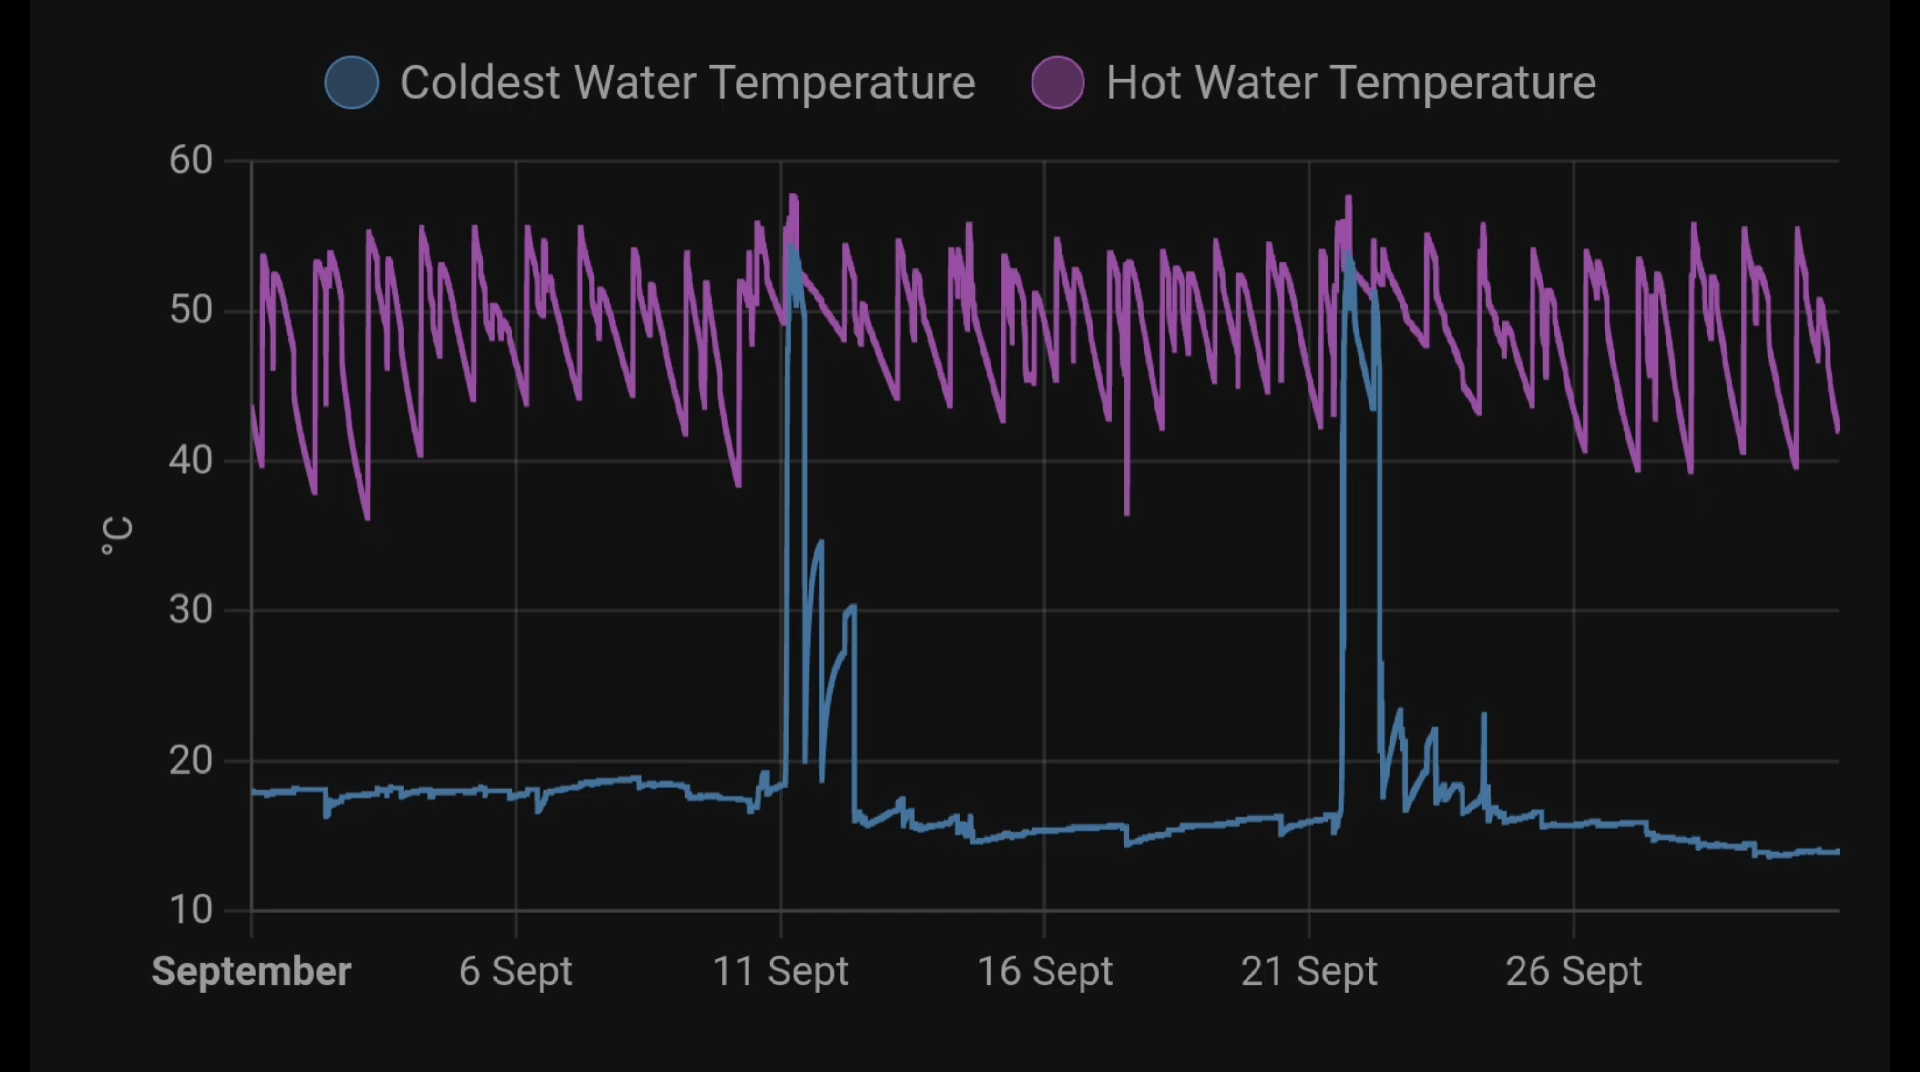 Coldest Water Temperature Hot Water Temperature
60
50
40
°C
30
20
10
September 6 Sept 11 Sept 16 Sept 21 Sept 26 Sept